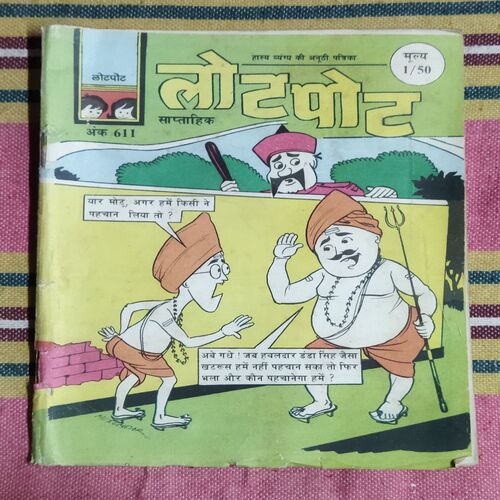 हास्य व्यंग्य की अनूठी पत्रिका
मूल्य
1/50
लोटपोट
लोटपोट
साप्ताहिक
अंक 611
यार मोटू, अगर हमें किसी ने
पहचान लिया तो ?
अबे गधे ! जब हवलदार डंडा सिंह जैसा
खटरूस हमें नहीं पहचान सका तो फिर
भला और कौन पहचानेगा हमें ?